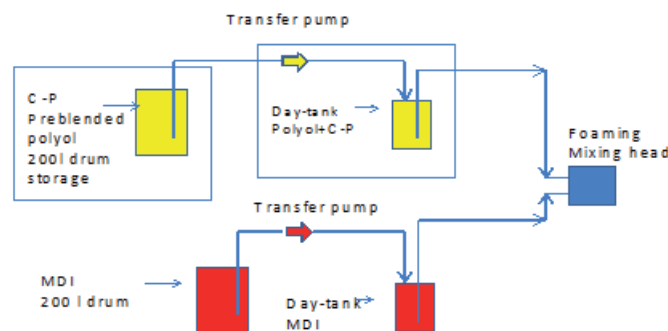 Transfer pump
C-P
Preblended
polyol
200l drum
storage
Day-tank
Polyol+C-P
Foaming
Mixing head
Transfer pump
MDI
200 l drum
Day-tank
MDI